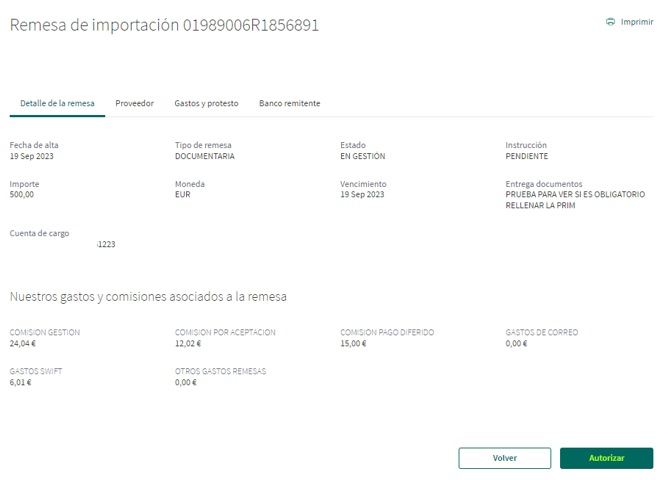 Remesa de importación 01989006R1856891
Imprimir
Detalle de la remesa Proveedor Gastos y protesto Banco remitente
Fecha de alta Tipo de remesa Estado Instrucción
19 Sep 2023 DOCUMENTARIA EN GESTIÓN PENDIENTE
Importe Moneda Vencimiento Entrega documentos
500,00 EUR 19 Sep 2023 PRUEBA PARA VER SI ES OBLIGATORIO
RELLENAR LA PRIM
Cuenta de cargo
1223
Nuestros gastos y comisiones asociados a la remesa
COMISION GESTION COMISION POR ACEPTACION COMISION PAGO DIFERIDO GASTOS DE CORREO
24,04 € 12,02 € 15,00 € 0,00 €
GASTOS SWIFT OTROS GASTOS REMESAS
6,01 € 0,00 €
Volver Autorizar